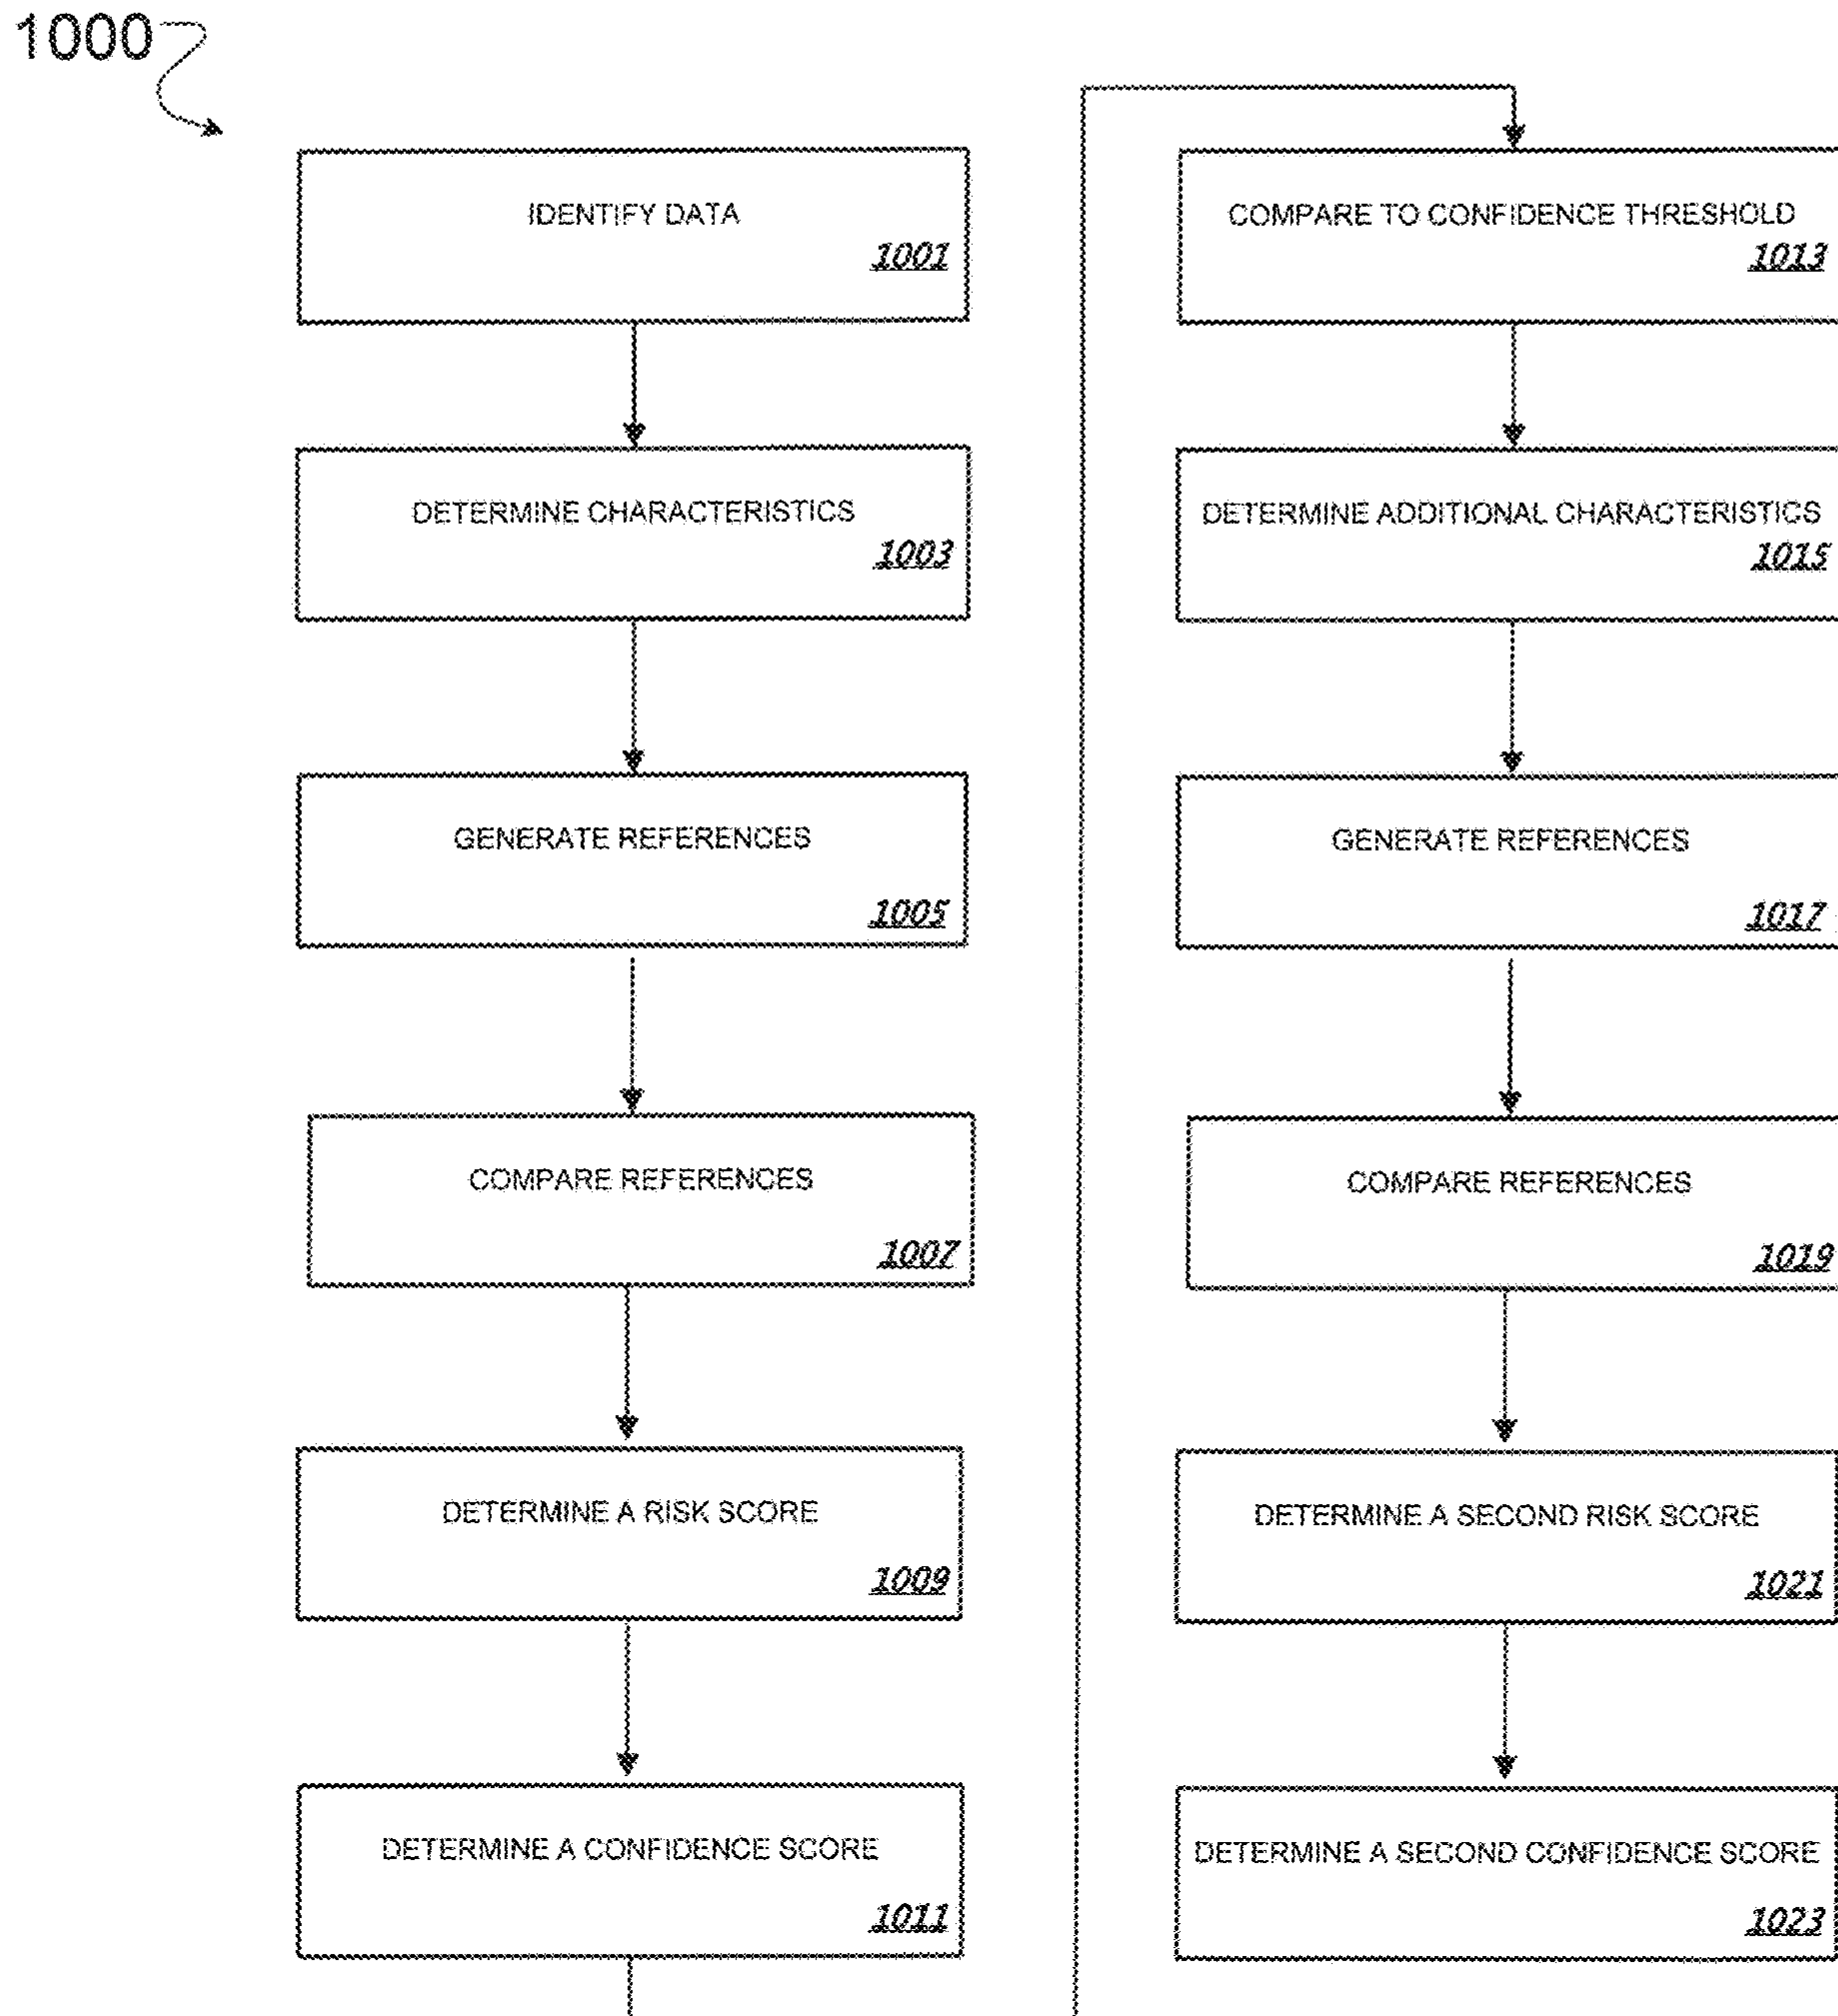 1000
IDENTIFY DATA
1001
DETERMINE CHARACTERISTICS
1003
GENERATE REFERENCES
1005
COMPARE REFERENCES
1007
DETERMINE A RISK SCORE
1009
DETERMINE A CONFIDENCE SCORE
1011
COMPARE TO CONFIDENCE THRESHOLD
1013
DETERMINE ADDITIONAL CHARACTERISTICS
1015
GENERATE REFERENCES
1017
COMPARE REFERENCES
1019
DETERMINE A SECOND RISK SCORE
1021
DETERMINE A SECOND CONFIDENCE SCORE
1023